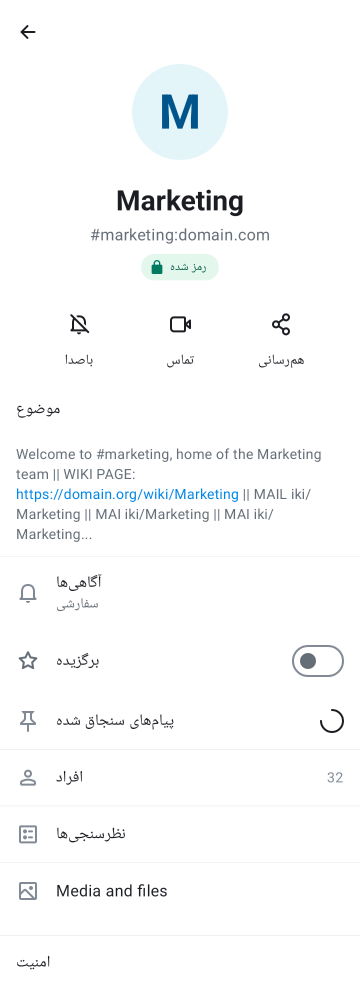 M
Marketing
#marketing:domain.com
رمز شده
باصدا
تماس
هم‌رسانی
موضوع
Welcome to #marketing, home of the Marketing
team || WIKI PAGE:
https://domain.org/wiki/Marketing || MAIL iki/
Marketing || MAI iki/Marketing || MAI iki/
Marketing...
آگاهی‌ها
سفارشی
برگزیده
پیام‌های سنجاق شده
افراد 32
نظرسنجی‌ها
Media and files
امنیت